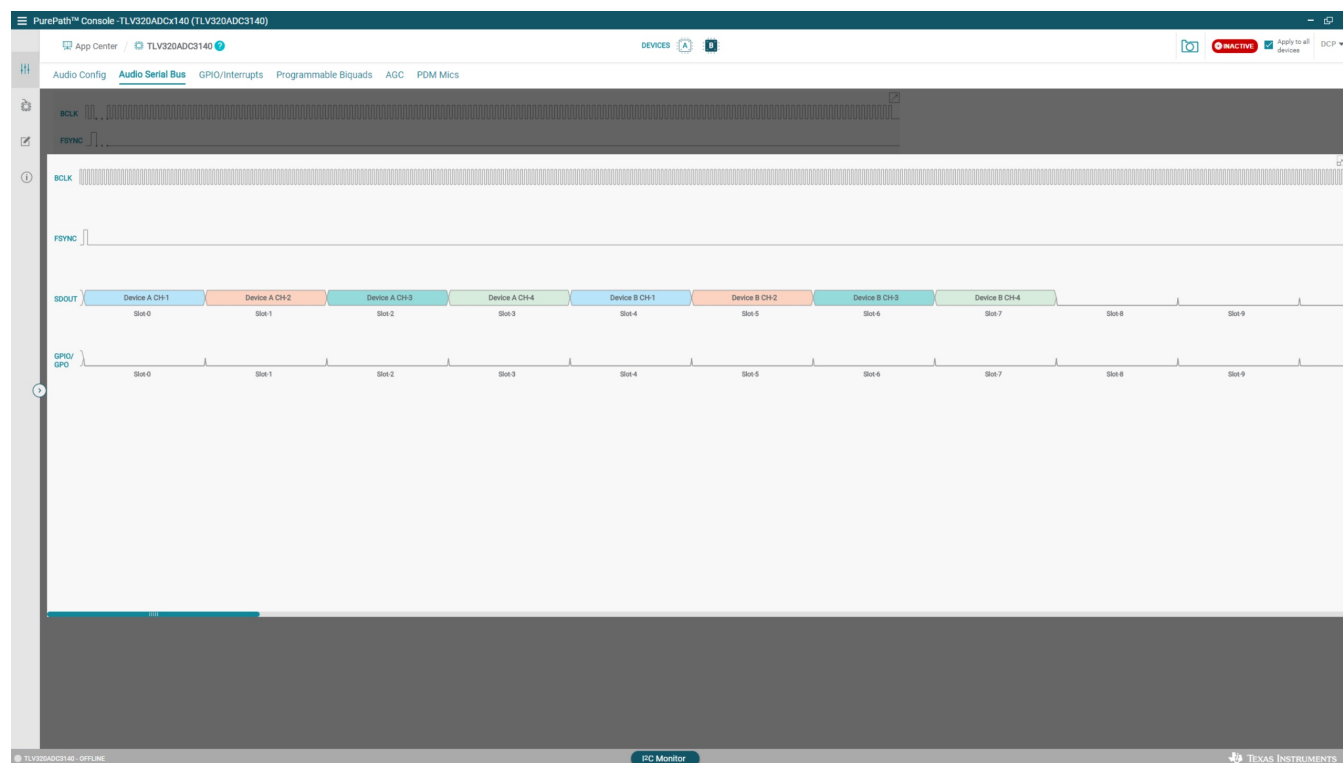 PurePath™ Console -TLV320ADCx140 (TLV320ADC3140)
App Center / TLV320ADC3140 ?
DEVICES A B
INACTIVE
Apply to all
devices
DCP
Audio Config Audio Serial Bus GPIO/Interrupts Programmable Biquads AGC PDM Mics
BCLK
FSYNC
BCLK
FSYNC
SDOUT Device A CH-1 Device A CH-2 Device A CH-3 Device A CH-4 Device B CH-1 Device B CH-2 Device B CH-3 Device B CH-4
Slot-0 Slot-1 Slot-2 Slot-3 Slot-4 Slot-5 Slot-6 Slot-7 Slot-8 Slot-9
GPIO/
GPO
Slot-0 Slot-1 Slot-2 Slot-3 Slot-4 Slot-5 Slot-6 Slot-7 Slot-8 Slot-9
TLV320ADC3140 - OFFLINE
I²C Monitor
TEXAS INSTRUMENTS